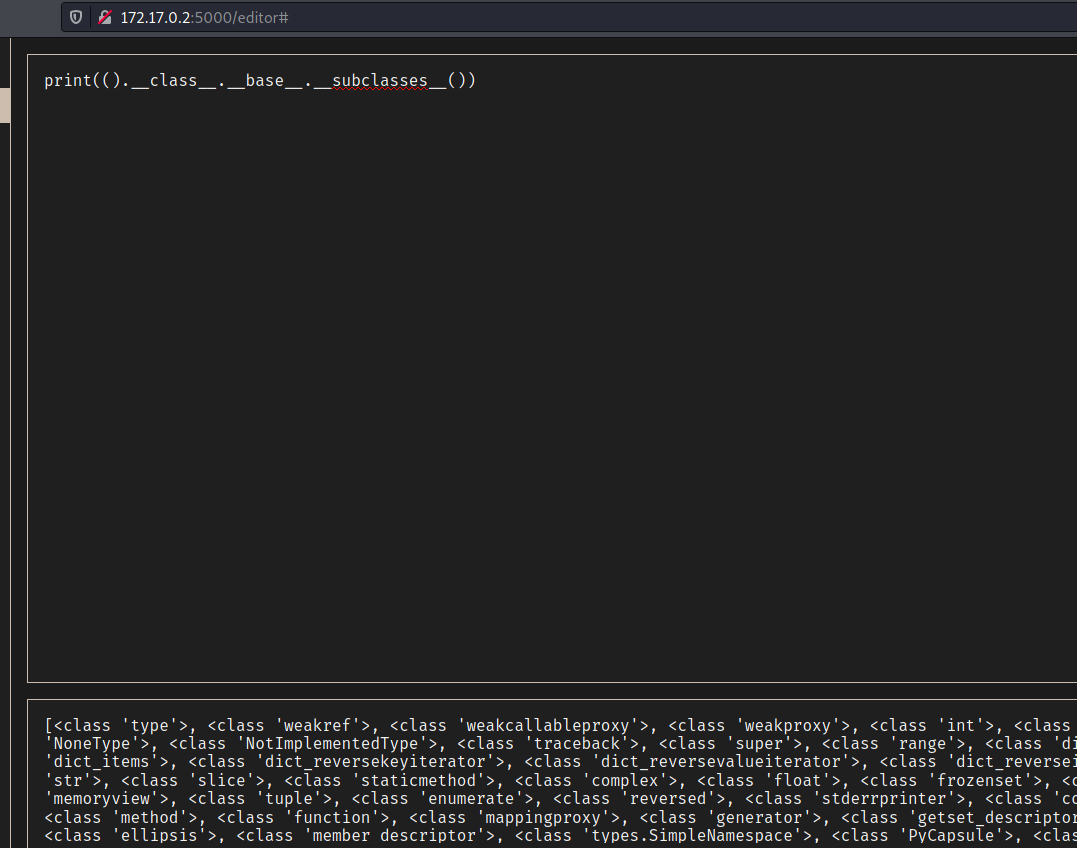 172.17.0.2:5000/editor#
print(().__class__.__base__.__subclasses__())
[<class 'type'>, <class 'weakref'>, <class 'weakcallableproxy'>, <class 'weakproxy'>, <class 'int'>, <class
'NoneType'>, <class 'NotImplementedType'>, <class 'traceback'>, <class 'super'>, <class 'range'>, <class 'di
'dict_items'>, <class 'dict_reversekeyiterator'>, <class 'dict_reversevalueiterator'>, <class 'dict_reversei
'str'>, <class 'slice'>, <class 'staticmethod'>, <class 'complex'>, <class 'float'>, <class 'frozenset'>, <c
'memoryview'>, <class 'tuple'>, <class 'enumerate'>, <class 'reversed'>, <class 'stderrprinter'>, <class 'co
<class 'method'>, <class 'function'>, <class 'mappingproxy'>, <class 'generator'>, <class 'getset_descriptor
<class 'ellipsis'>, <class 'member_descriptor'>, <class 'types.SimpleNamespace'>, <class 'PyCapsule'>, <clas